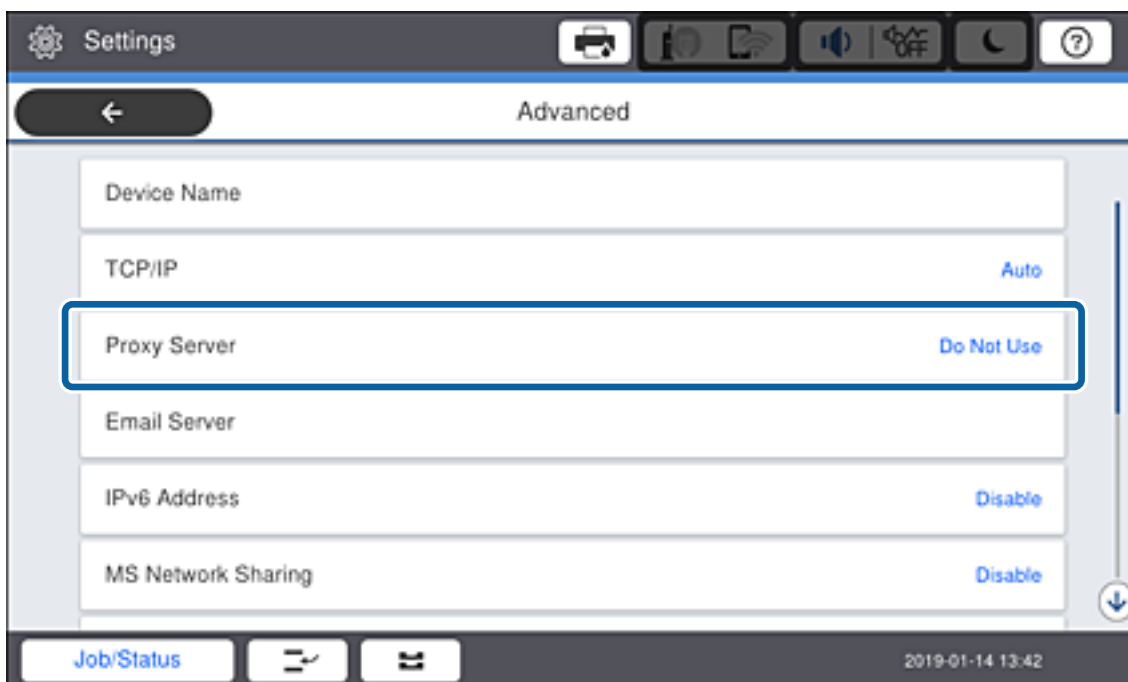 Settings
OFF
?
Advanced
Device Name
TCP/IP Auto
Proxy Server Do Not Use
Email Server
IPv6 Address Disable
MS Network Sharing Disable
Job/Status 2019-01-14 13:42